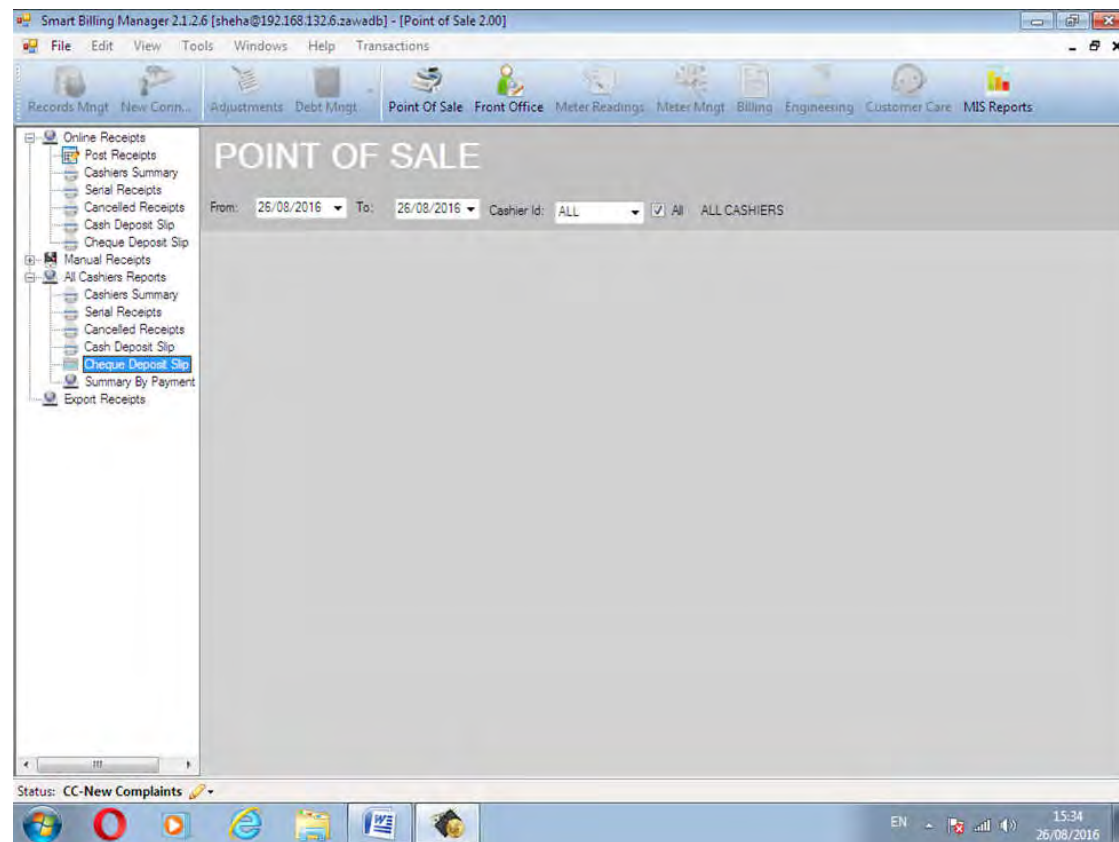 Smart Billing Manager 2.1.2.6 [sheha@192.168.132.6.zawadb] - [Point of Sale 2.00]
File Edit View Tools Windows Help Transactions
Records Mngt New Conn... Adjustments Debt Mngt Point Of Sale Front Office Meter Readings Meter Mngt Billing Engineering Customer Care MIS Reports
Online Receipts
Post Receipts
Cashiers Summary
Serial Receipts
Cancelled Receipts
Cash Deposit Slip
Cheque Deposit Slip
Manual Receipts
All Cashiers Reports
Cashiers Summary
Serial Receipts
Cancelled Receipts
Cash Deposit Slip
Cheque Deposit Slip
Summary By Payment
Export Receipts
POINT OF SALE
From: 26/08/2016 To: 26/08/2016 Cashier Id: ALL All ALL CASHIERS
Status: CC-New Complaints
EN 15:34
26/08/2016